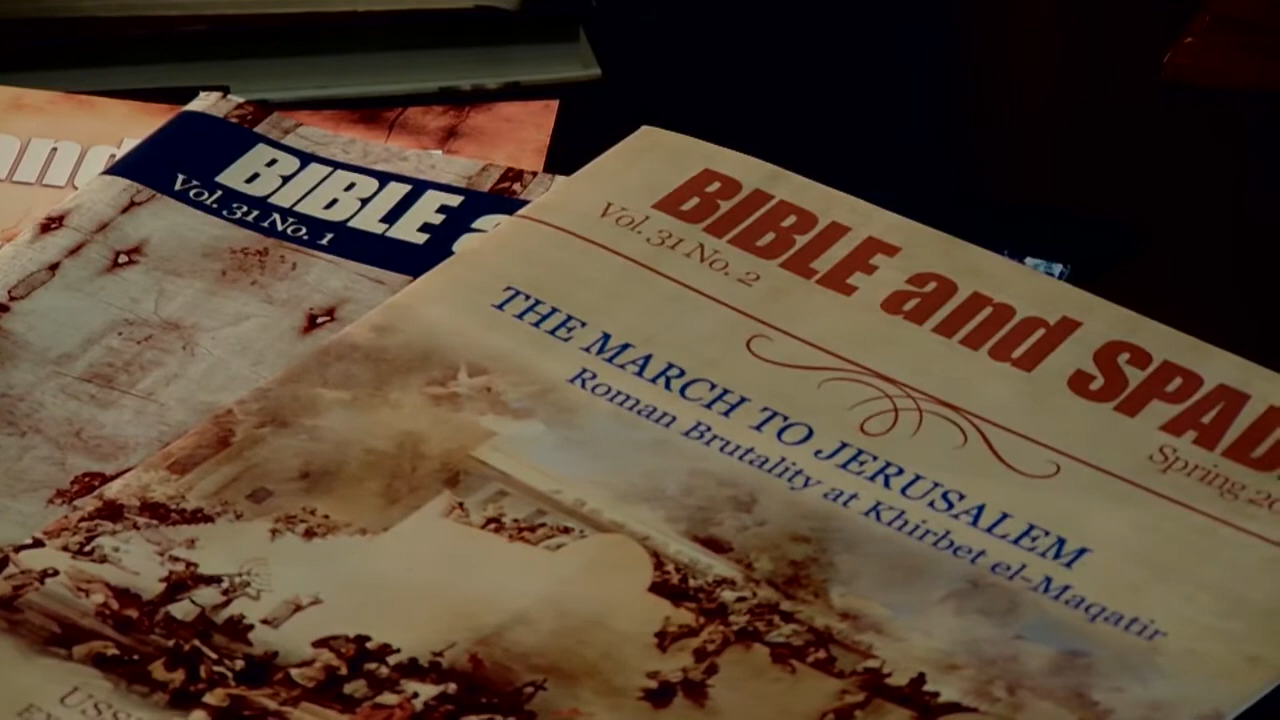 and
BIBLE
Vol. 31 No. 1
BIBLE and SPAD
Vol. 31 No. 2
Spring 20
THE MARCH TO JERUSALEM
Roman Brutality at Khirbet el-Maqatir